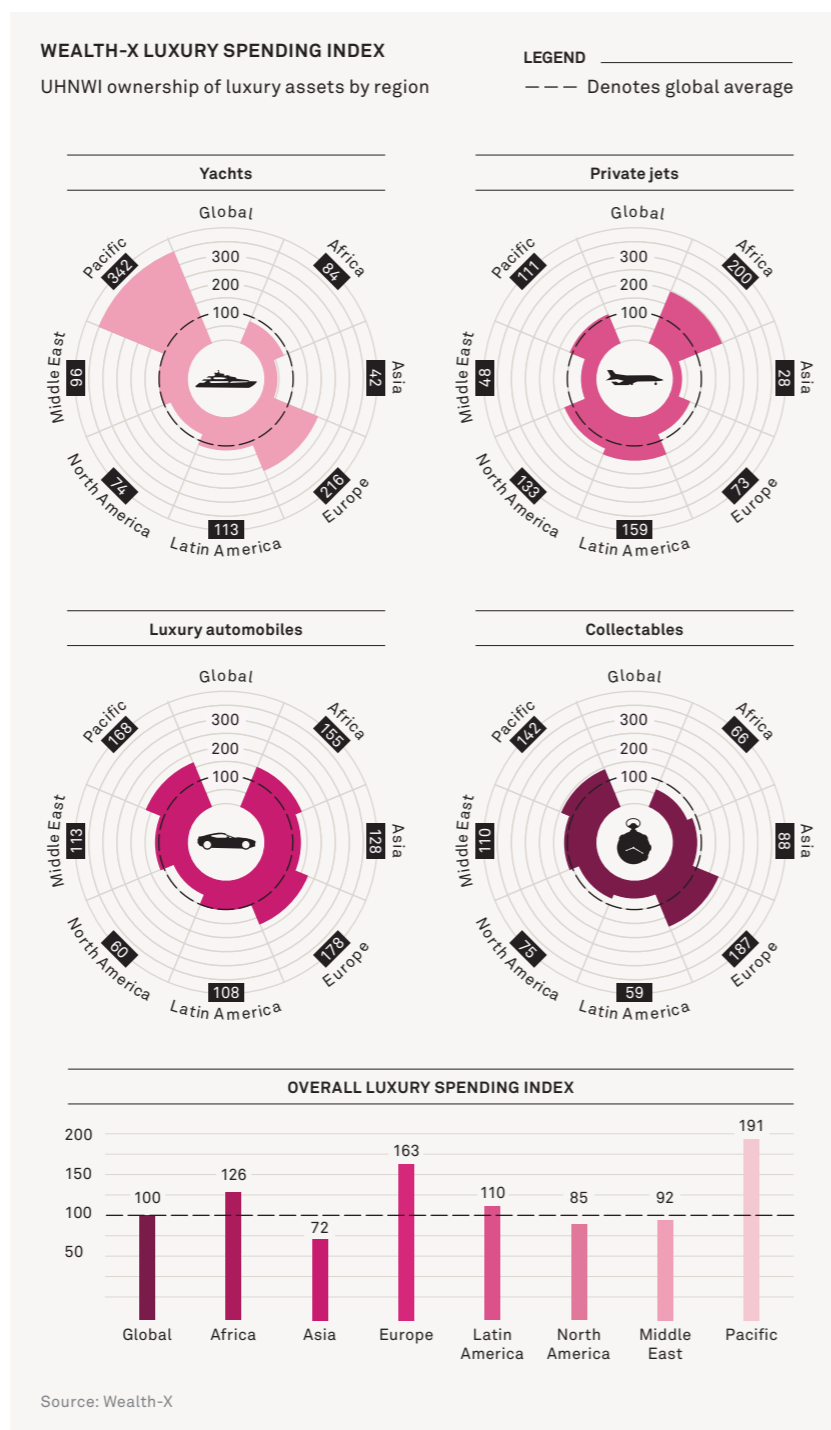 WEALTH-X LUXURY SPENDING INDEX
UHNWI ownership of luxury assets by region
LEGEND
Denotes global average
Yachts
Global
300
200
100
Africa
84
Asia
42
Europe
216
Latin America
113
North America
74
Middle East
96
Pacific
342
Private jets
Global
300
200
100
Africa
200
Asia
28
Europe
73
Latin America
159
North America
133
Middle East
48
Pacific
111
Luxury automobiles
Global
300
200
100
Africa
155
Asia
128
Europe
178
Latin America
108
North America
60
Middle East
113
Pacific
168
Collectables
Global
300
200
100
Africa
66
Asia
88
Europe
187
Latin America
59
North America
75
Middle East
110
Pacific
142
OVERALL LUXURY SPENDING INDEX
200
150
100
50
100
126
72
163
110
85
92
191
Global
Africa
Asia
Europe
Latin
America
North
America
Middle
East
Pacific
Source: Wealth-X